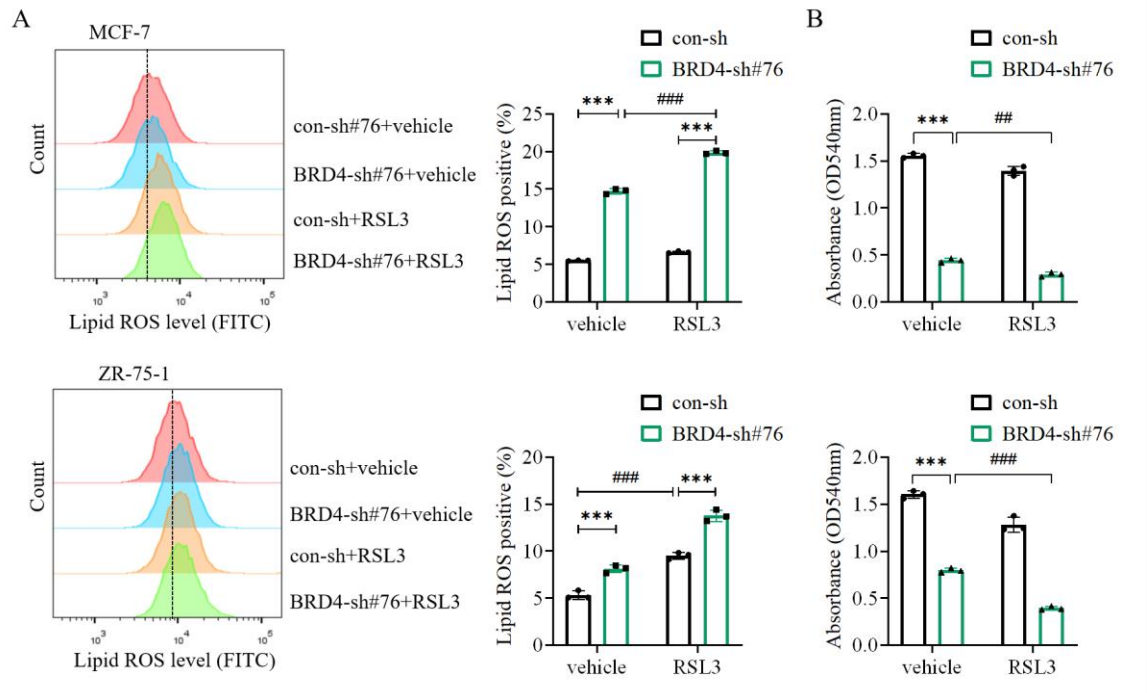 A
MCF-7
Count
con-sh#76+vehicle
BRD4-sh#76+vehicle
con-sh+RSL3
BRD4-sh#76+RSL3
10³
10⁴
10⁵
Lipid ROS level (FITC)
con-sh
BRD4-sh#76
Lipid ROS positive (%)
25
20
15
10
5
0
***
###
***
vehicle
RSL3
B
con-sh
BRD4-sh#76
Absorbance (OD540nm)
2.0
1.5
1.0
0.5
0.0
***
##
vehicle
RSL3
ZR-75-1
Count
con-sh+vehicle
BRD4-sh#76+vehicle
con-sh+RSL3
BRD4-sh#76+RSL3
10³
10⁴
10⁵
Lipid ROS level (FITC)
con-sh
BRD4-sh#76
Lipid ROS positive (%)
20
15
10
5
0
###
***
***
vehicle
RSL3
con-sh
BRD4-sh#76
Absorbance (OD540nm)
2.0
1.5
1.0
0.5
0.0
***
###
vehicle
RSL3